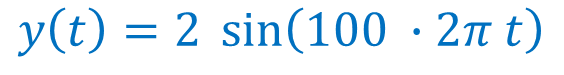 y(t) = 2 sin(100 · 2π t)